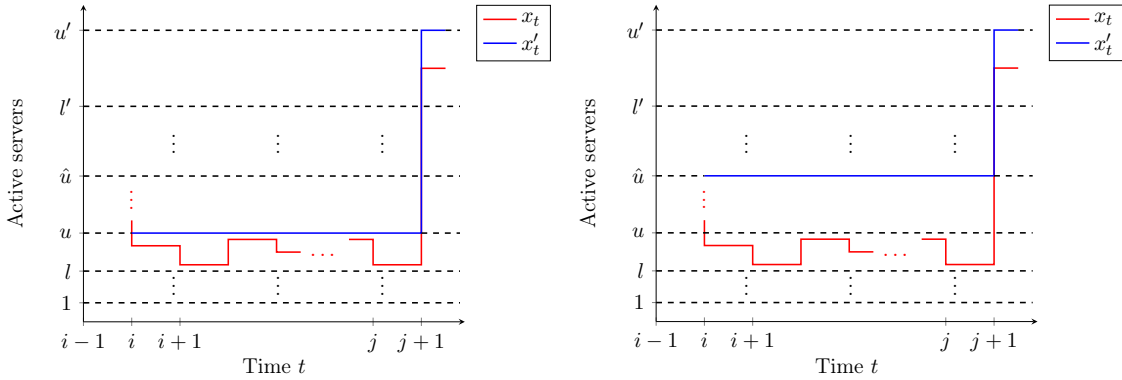 u′
l′
û
u
l
1
Active servers
i − 1
i
i + 1
j
j + 1
Time t
x_t
x′_t
u′
l′
û
u
l
1
Active servers
i − 1
i
i + 1
j
j + 1
Time t
x_t
x′_t